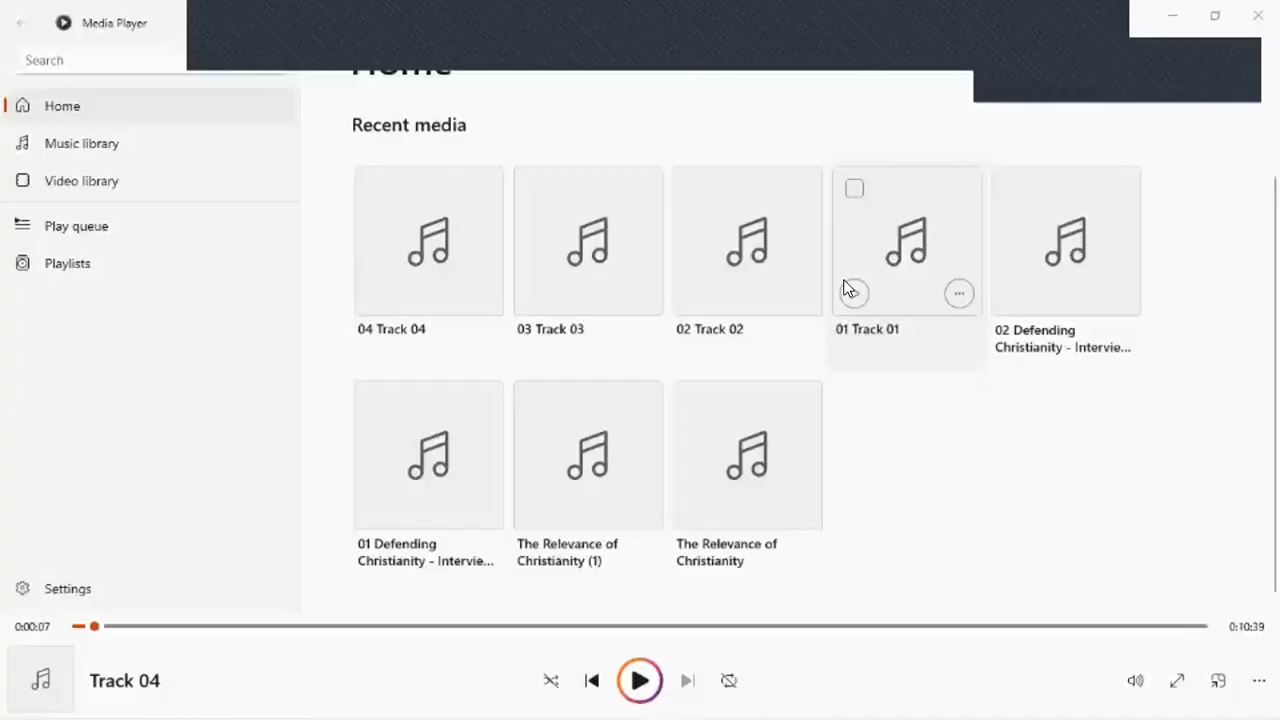 Media Player
Search
Home
Home
Music library
Video library
Play queue
Playlists
Settings
Recent media
04 Track 04
03 Track 03
02 Track 02
01 Track 01
02 Defending
Christianity - Intervie...
01 Defending
Christianity - Intervie...
The Relevance of
Christianity (1)
The Relevance of
Christianity
0:00:07
0:10:39
Track 04